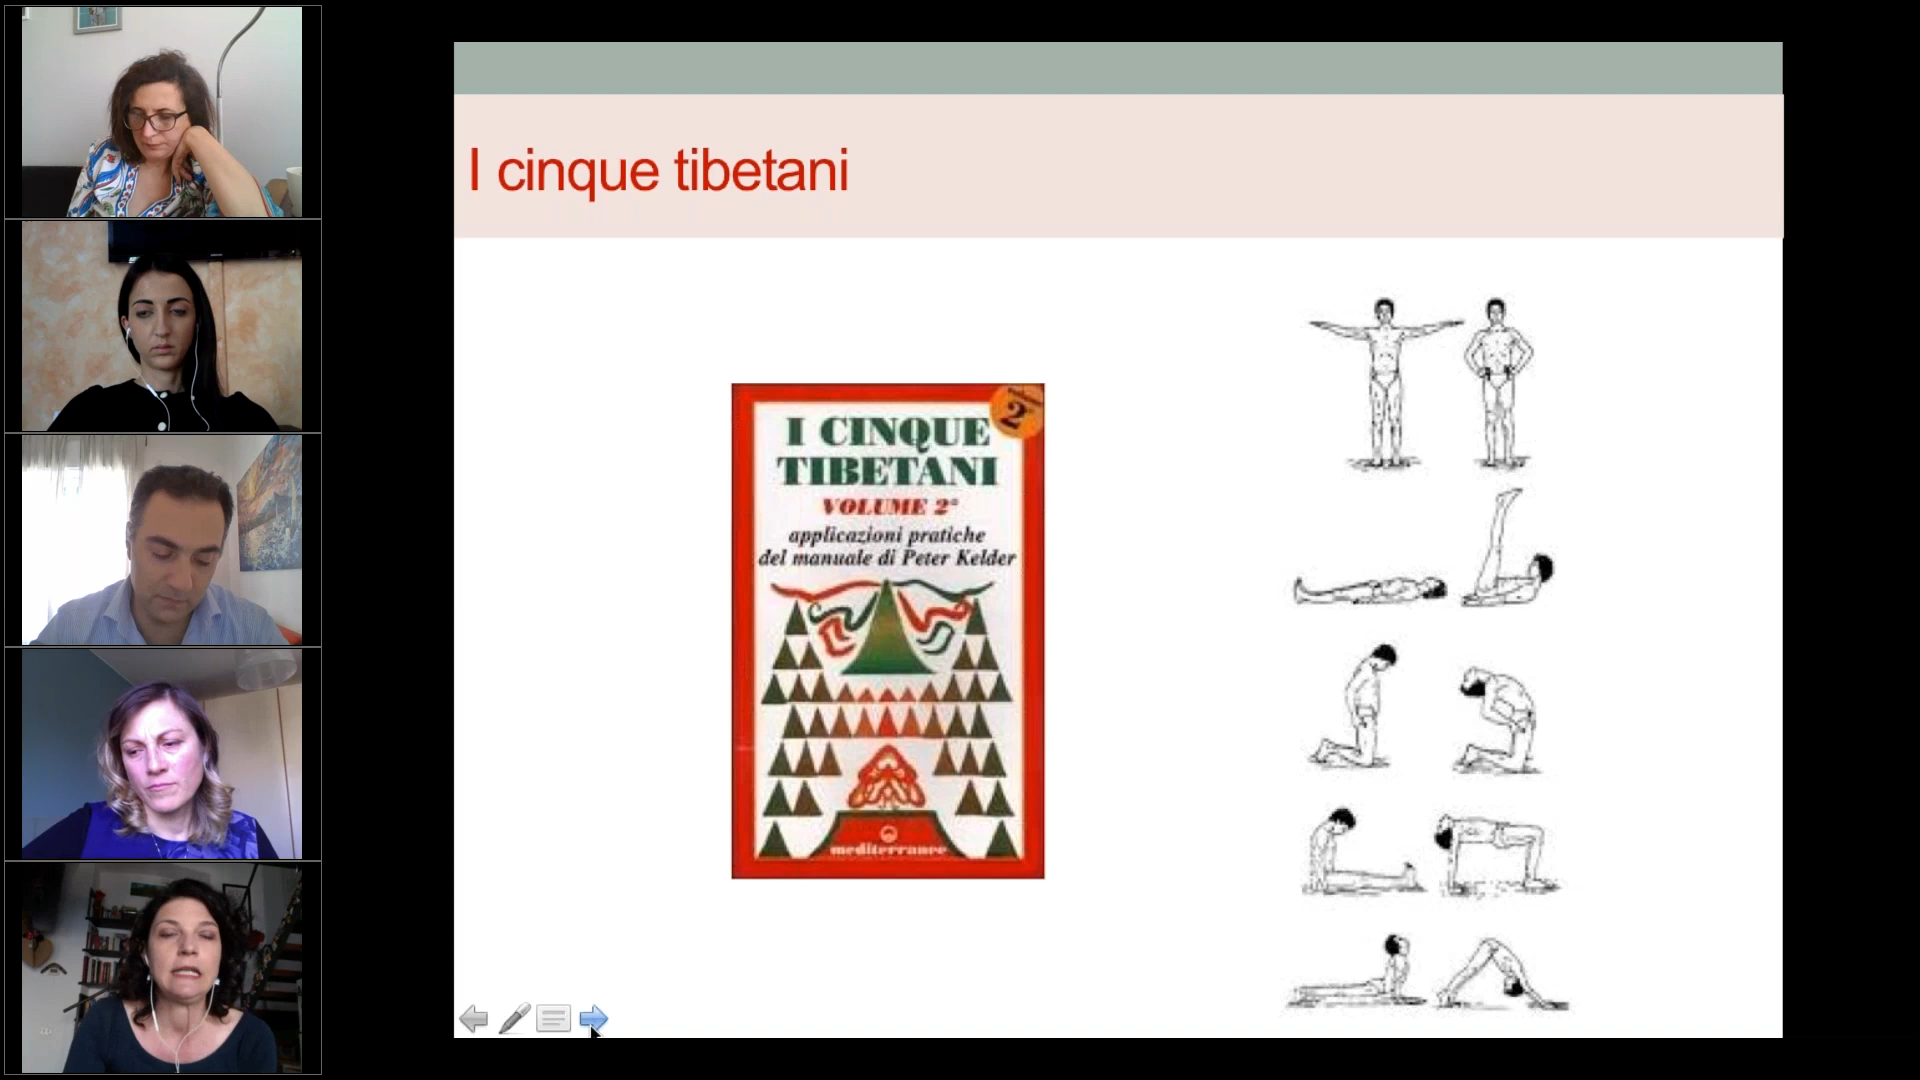 I cinque tibetani
2°
I CINQUE
TIBETANI
VOLUME 2°
applicazioni pratiche
del manuale di Peter Kelder
mediterranee